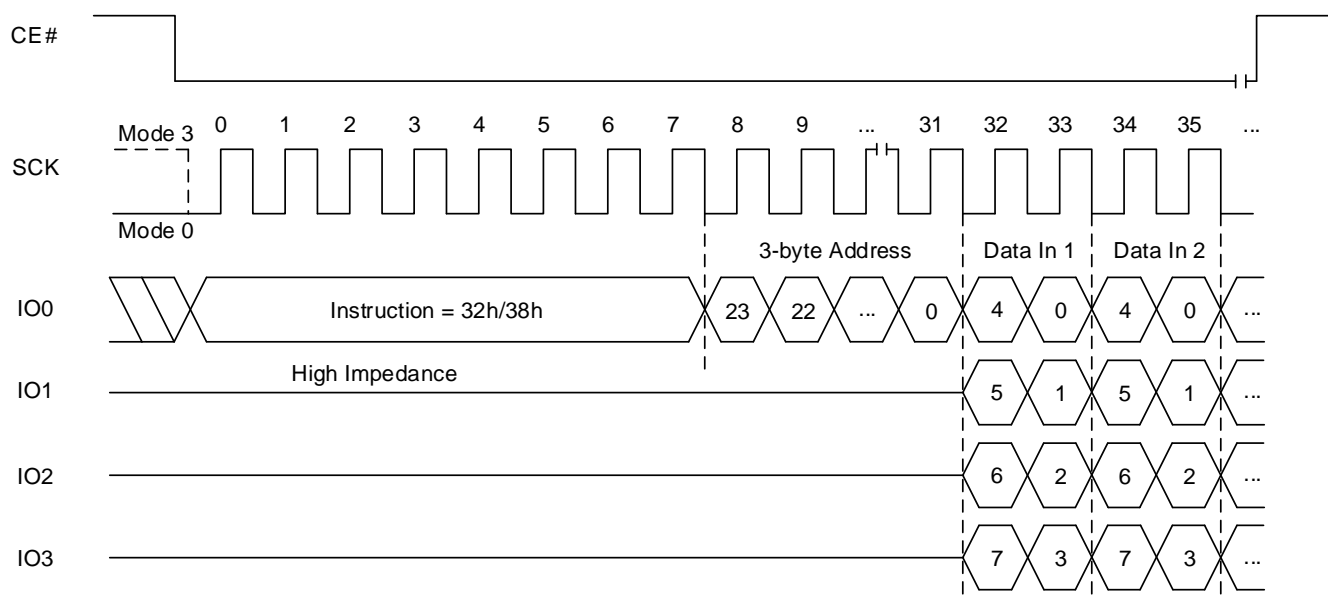 CE#
0 1 2 3 4 5 6 7 8 9 ... 31 32 33 34 35 ...
Mode 3
SCK
Mode 0
3-byte Address Data In 1 Data In 2
IO0 Instruction = 32h/38h 23 22 ... 0 4 0 4 0 ...
High Impedance
IO1 5 1 5 1 ...
IO2 6 2 6 2 ...
IO3 7 3 7 3 ...